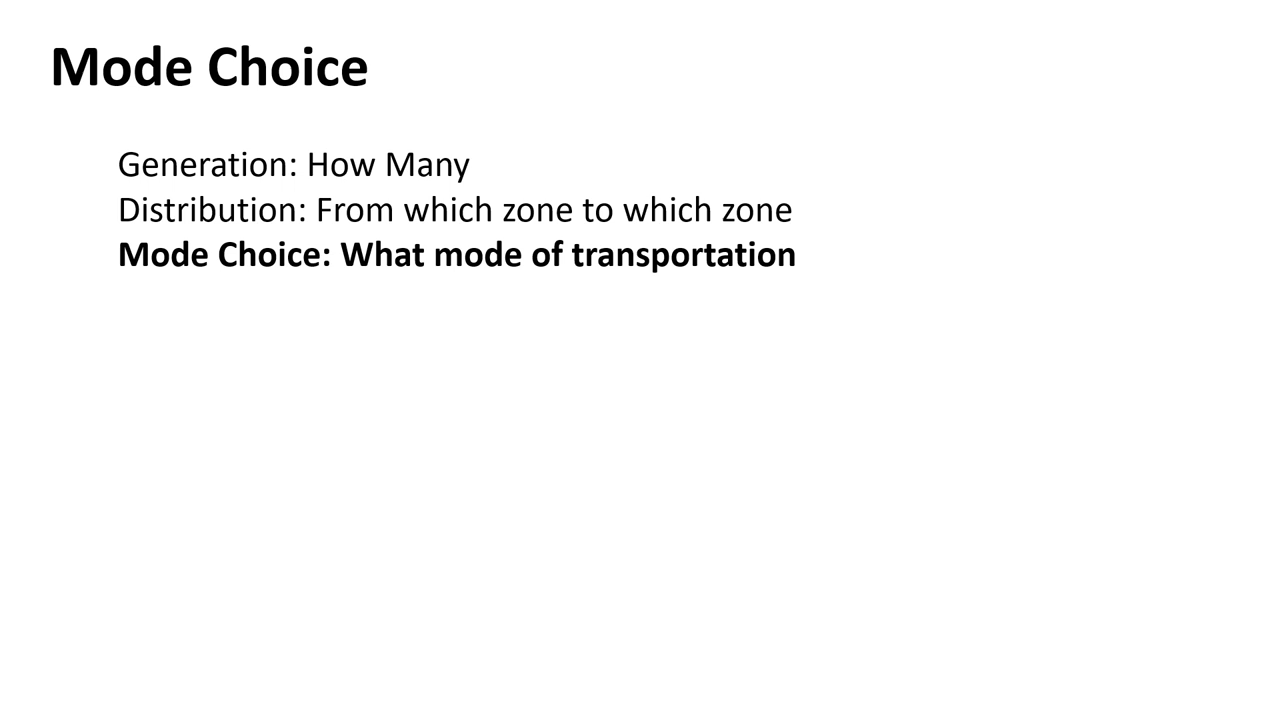 Mode Choice
Generation: How Many
Distribution: From which zone to which zone
Mode Choice: What mode of transportation